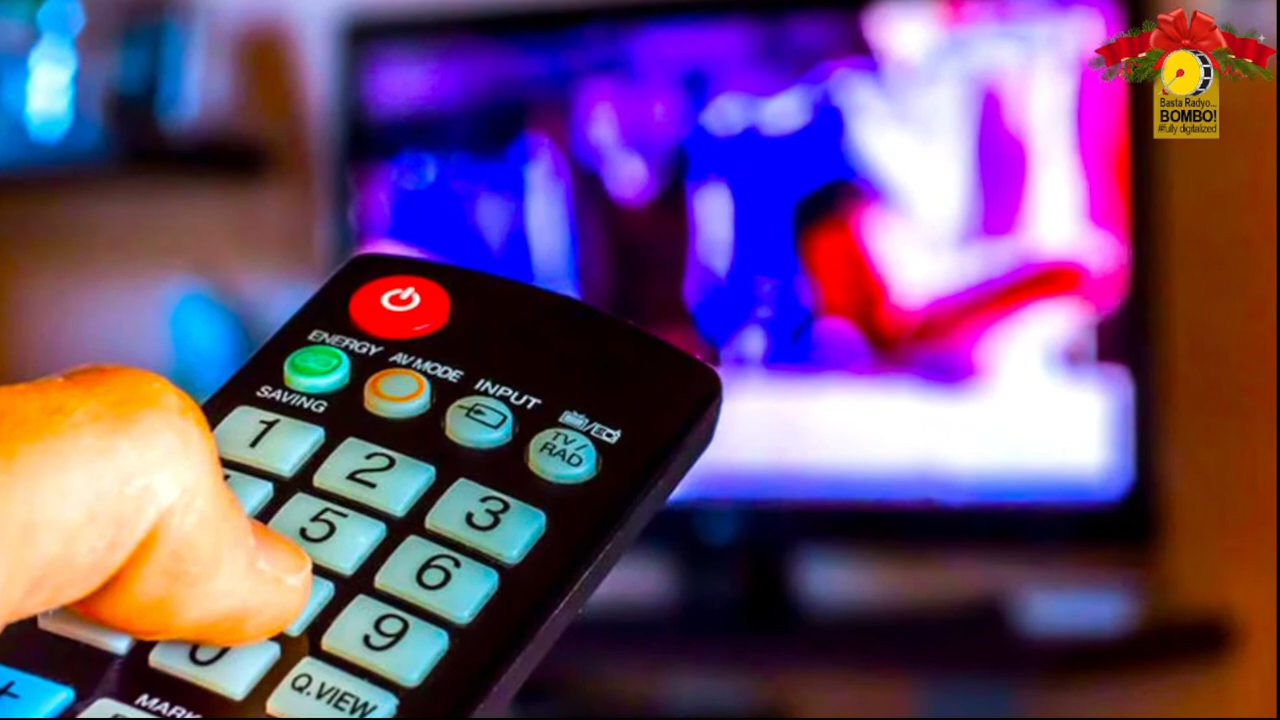 Basta Radyo...
BOMBO!
#fully digitalized
ENERGY
SAVING
AV MODE
INPUT
TV/
RAD
1
2
3
5
6
9
0
Q.VIEW
MARK
+